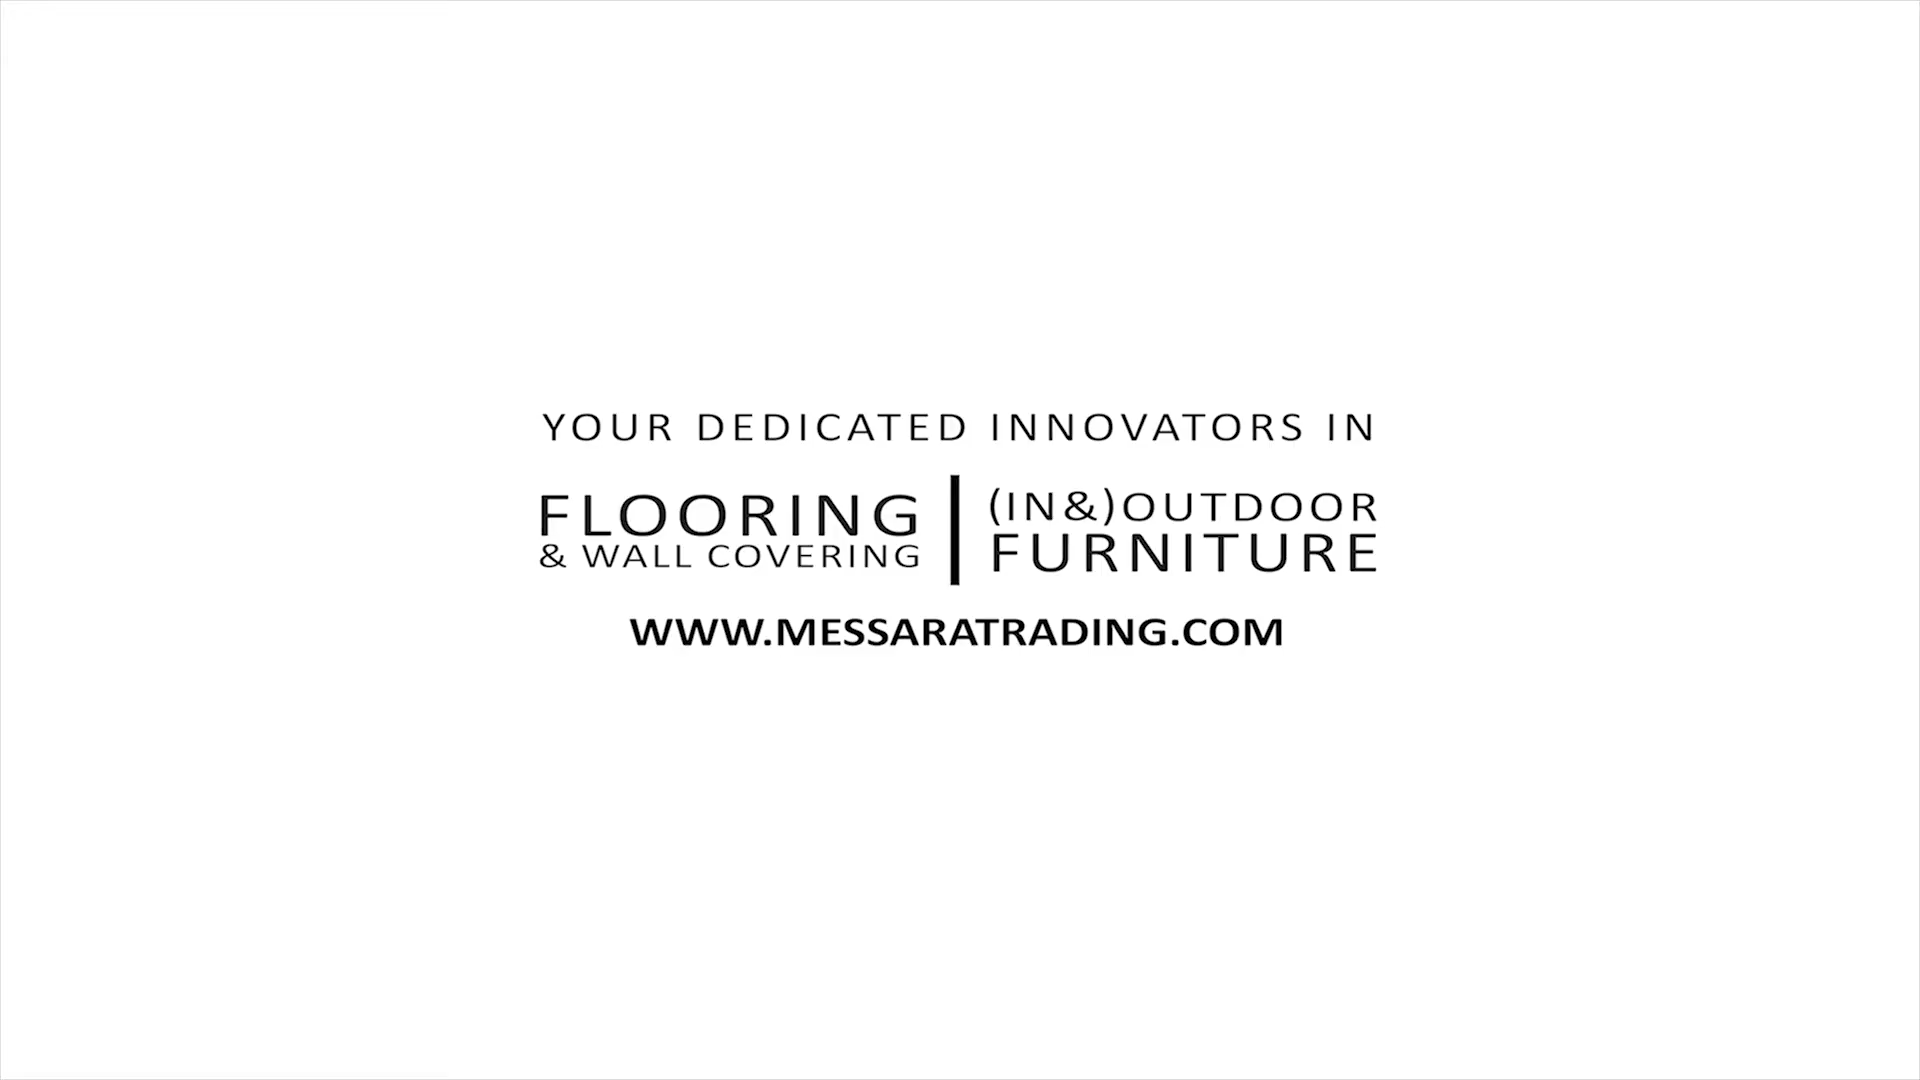 YOUR DEDICATED INNOVATORS IN
FLOORING
& WALL COVERING
(IN&)OUTDOOR
FURNITURE
WWW.MESSARATRADING.COM